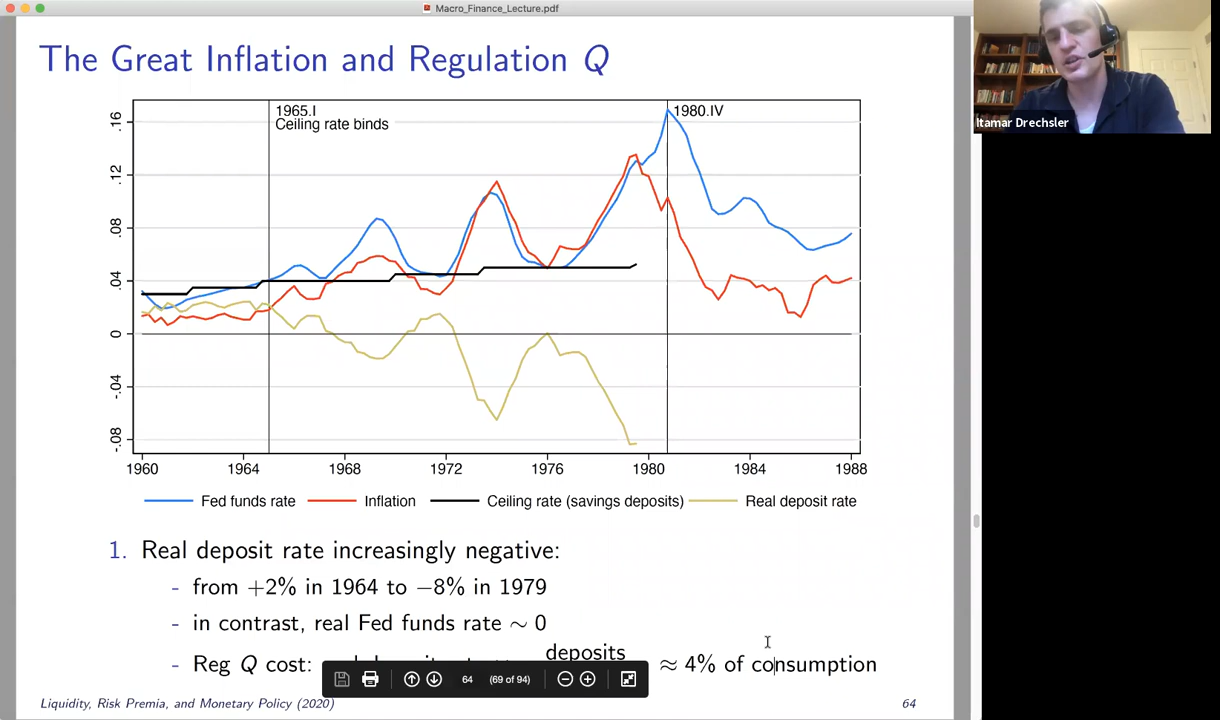 Macro_Finance_Lecture.pdf
The Great Inflation and Regulation Q
Itamar Drechsler
1965.I
Ceiling rate binds
1980.IV
.16
.12
.08
.04
0
-.04
-.08
1960 1964 1968 1972 1976 1980 1984 1988
Fed funds rate Inflation Ceiling rate (savings deposits) Real deposit rate
1. Real deposit rate increasingly negative:
- from +2% in 1964 to −8% in 1979
- in contrast, real Fed funds rate ∼ 0
- Reg Q cost: deposits ≈ 4% of consumption
64 (69 of 94)
Liquidity, Risk Premia, and Monetary Policy (2020) 64